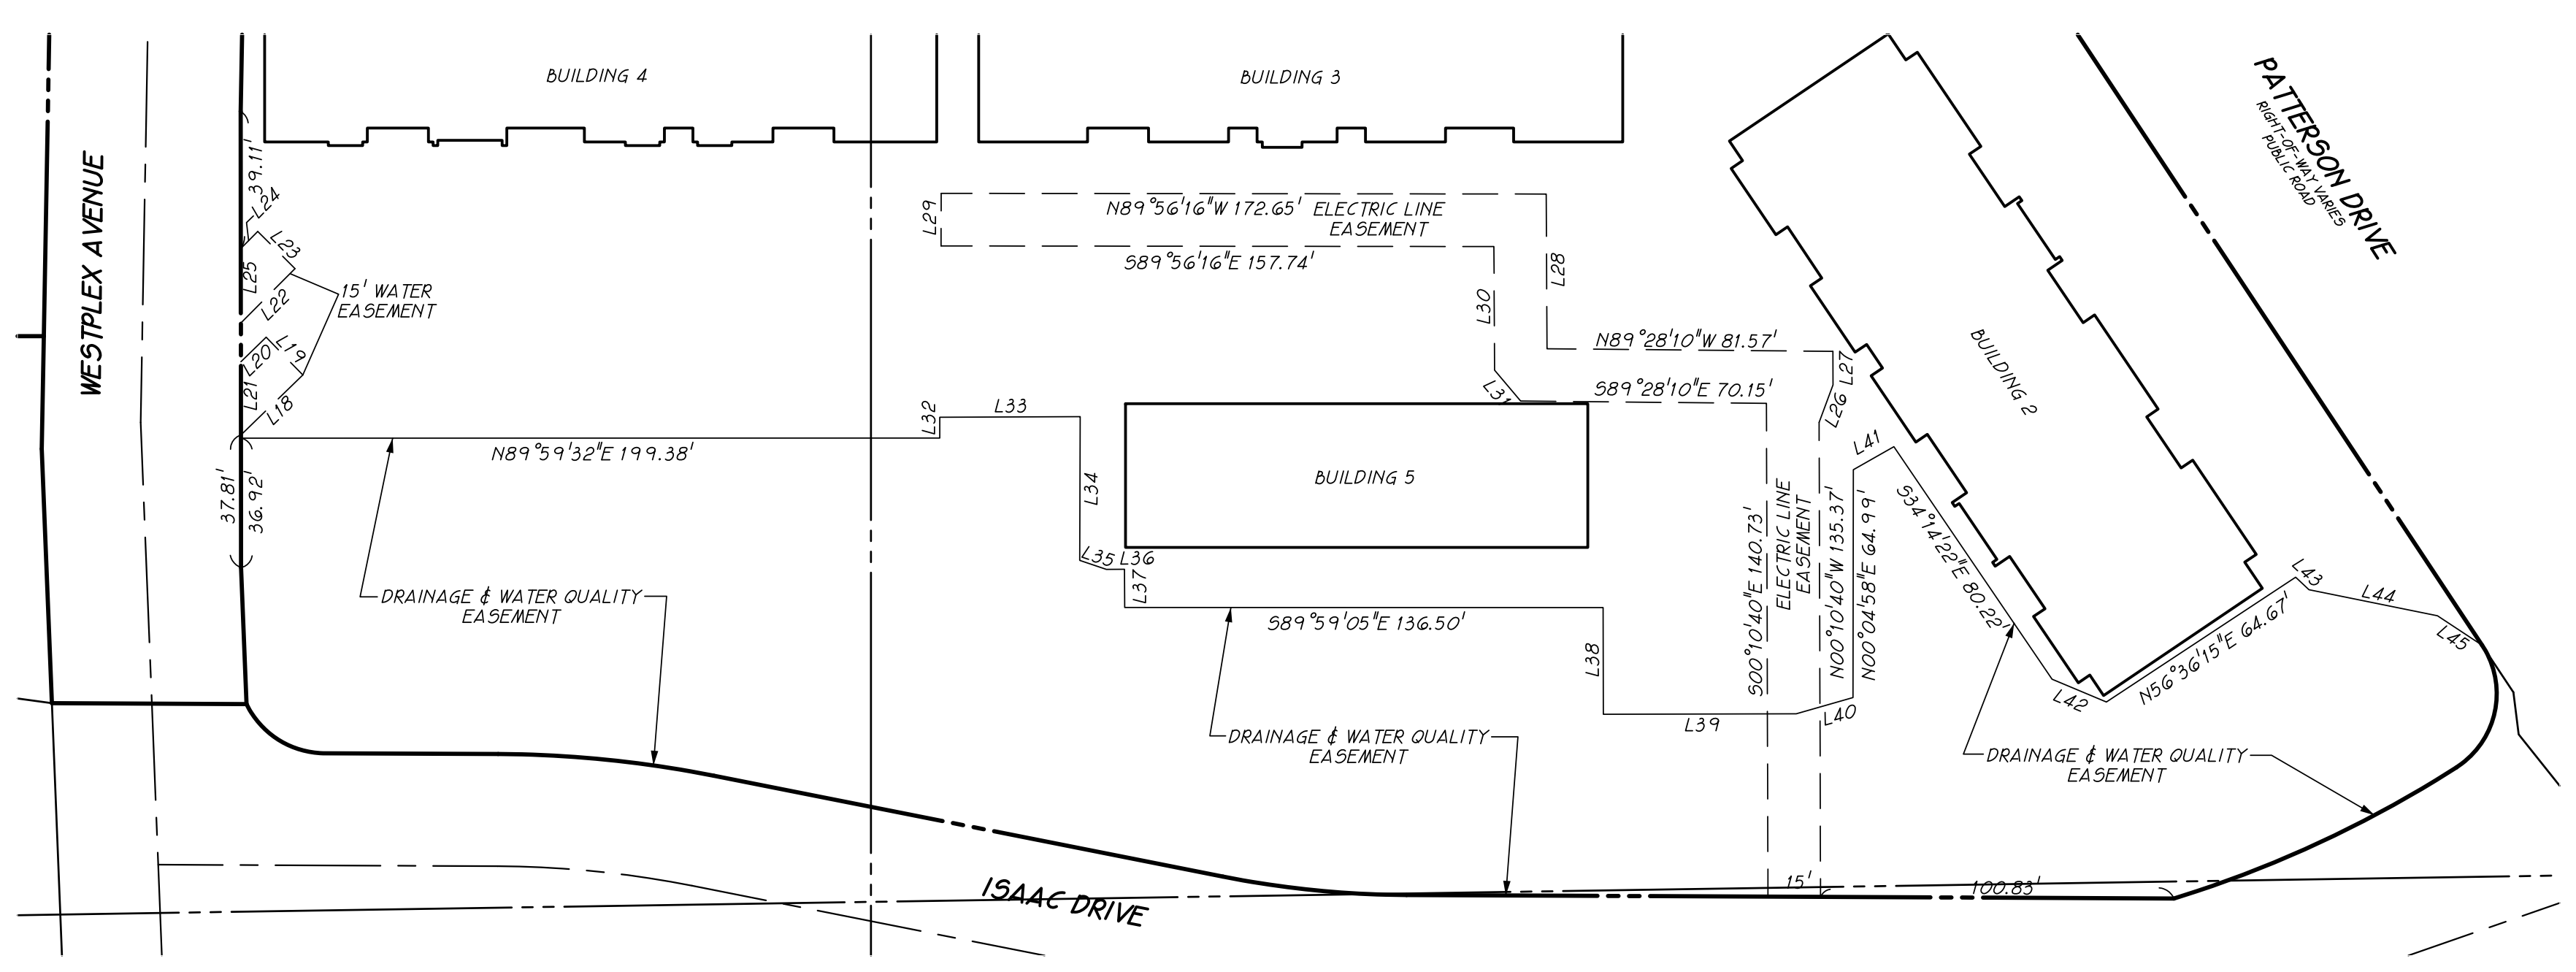 BUILDING 4
BUILDING 3
PATTERSON DRIVE
RIGHT-OF-WAY VARIES
PUBLIC ROAD
WESTPLEX AVENUE
39.11'
L24
L23
L25
L22
15' WATER
EASEMENT
L20
L19
L21
L18
L29
N89°56'16"W 172.65'
ELECTRIC LINE
EASEMENT
S89°56'16"E 157.74'
L28
L30
N89°28'10"W 81.57'
L27
L31
S89°28'10"E 70.15'
L26
BUILDING 2
L32
L33
N89°59'32"E 199.38'
L34
BUILDING 5
L41
37.81'
36.92'
L35
L36
L37
S89°59'05"E 136.50'
L38
L39
L40
S00°10'40"E 140.73'
ELECTRIC LINE
EASEMENT
N00°10'40"W 135.37'
N00°04'58"E 64.99'
S34°14'22"E 80.22'
L42
N56°36'15"E 64.67'
L43
L44
L45
DRAINAGE & WATER QUALITY
EASEMENT
DRAINAGE & WATER QUALITY
EASEMENT
DRAINAGE & WATER QUALITY
EASEMENT
15'
100.83'
ISAAC DRIVE